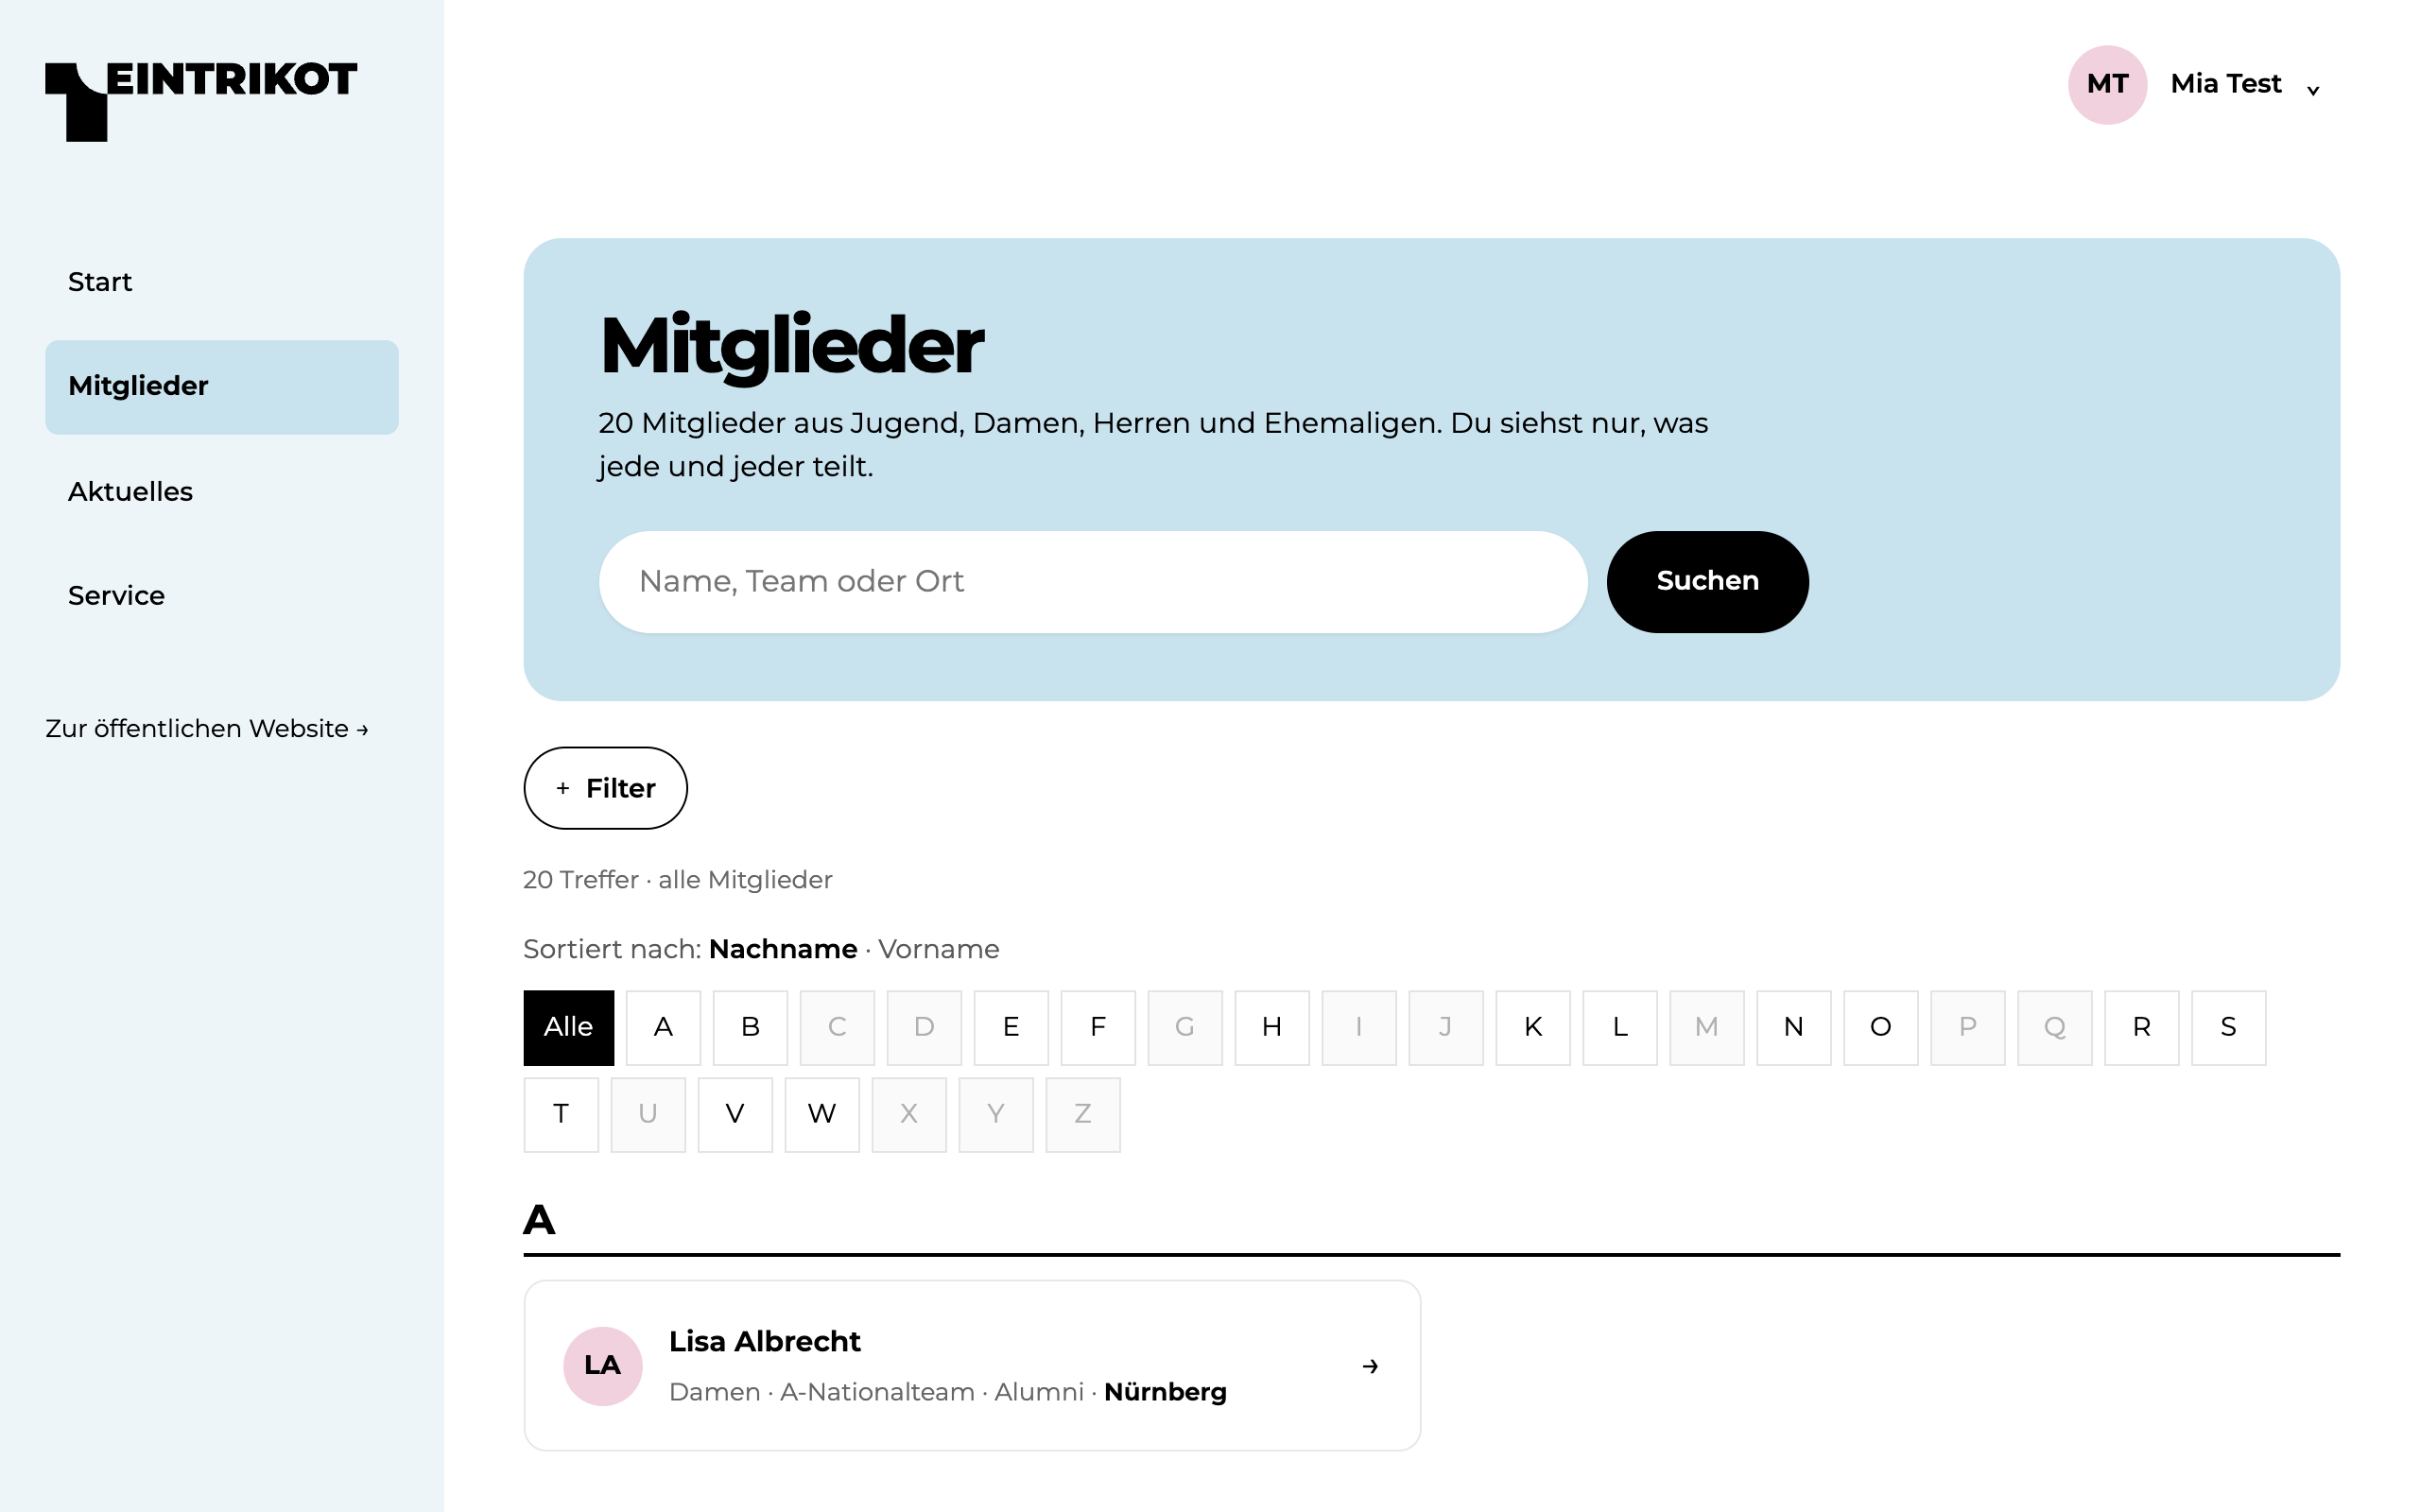 TEINTRIKOT
MT Mia Test
Start
Mitglieder
Aktuelles
Service
Zur öffentlichen Website →
Mitglieder
20 Mitglieder aus Jugend, Damen, Herren und Ehemaligen. Du siehst nur, was
jede und jeder teilt.
Name, Team oder Ort
Suchen
+ Filter
20 Treffer · alle Mitglieder
Sortiert nach: Nachname · Vorname
Alle A B C D E F G H I J K L M N O P Q R S
T U V W X Y Z
A
LA
Lisa Albrecht
→
Damen · A-Nationalteam · Alumni · Nürnberg